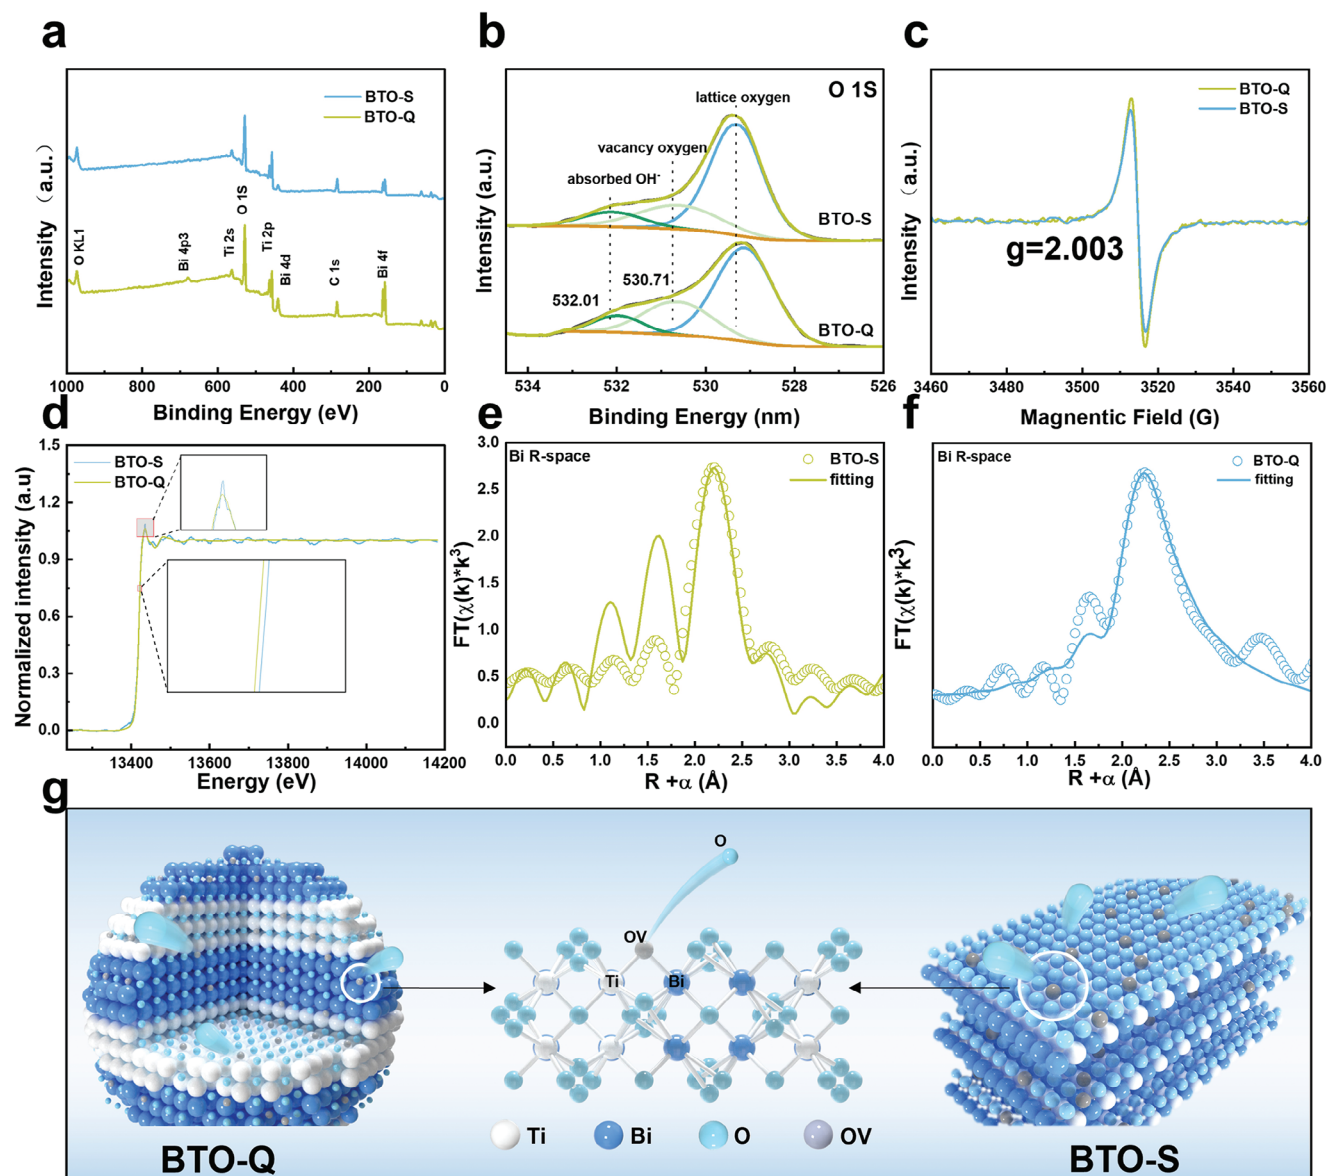 a
BTO-S
BTO-Q
O KL1
Bi 4p3
Ti 2s
O 1S
Ti 2p
Bi 4d
C 1s
Bi 4f
Intensity (a.u.)
1000 800 600 400 200 0
Binding Energy (eV)
b
O 1S
lattice oxygen
vacancy oxygen
absorbed OH-
BTO-S
530.71
532.01
BTO-Q
Intensity (a.u.)
534 532 530 528 526
Binding Energy (nm)
c
BTO-Q
BTO-S
g=2.003
Intensity (a.u.)
3460 3480 3500 3520 3540 3560
Magnentic Field (G)
d
BTO-S
BTO-Q
Normalized intensity (a.u)
1.5
1.2
0.9
0.6
0.3
0.0
13400 13600 13800 14000 14200
Energy (eV)
e
Bi R-space
BTO-S
fitting
FT(χ(k)*k³)
3.0
2.5
2.0
1.5
1.0
0.5
0.0
0.0 0.5 1.0 1.5 2.0 2.5 3.0 3.5 4.0
R +α (Å)
f
Bi R-space
BTO-Q
fitting
FT(χ(k)*k³)
0.0 0.5 1.0 1.5 2.0 2.5 3.0 3.5 4.0
R +α (Å)
g
O
OV
Ti
Bi
Ti Bi O OV
BTO-Q
BTO-S